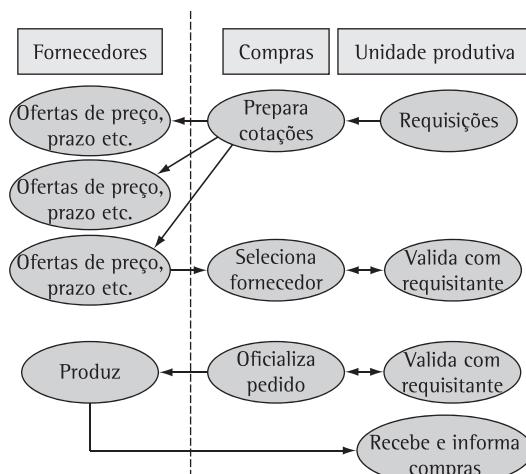 Fornecedores
Compras
Unidade produtiva
Ofertas de preço,
prazo etc.
Prepara
cotações
Requisições
Ofertas de preço,
prazo etc.
Ofertas de preço,
prazo etc.
Seleciona
fornecedor
Valida com
requisitante
Produz
Oficializa
pedido
Valida com
requisitante
Recebe e informa
compras